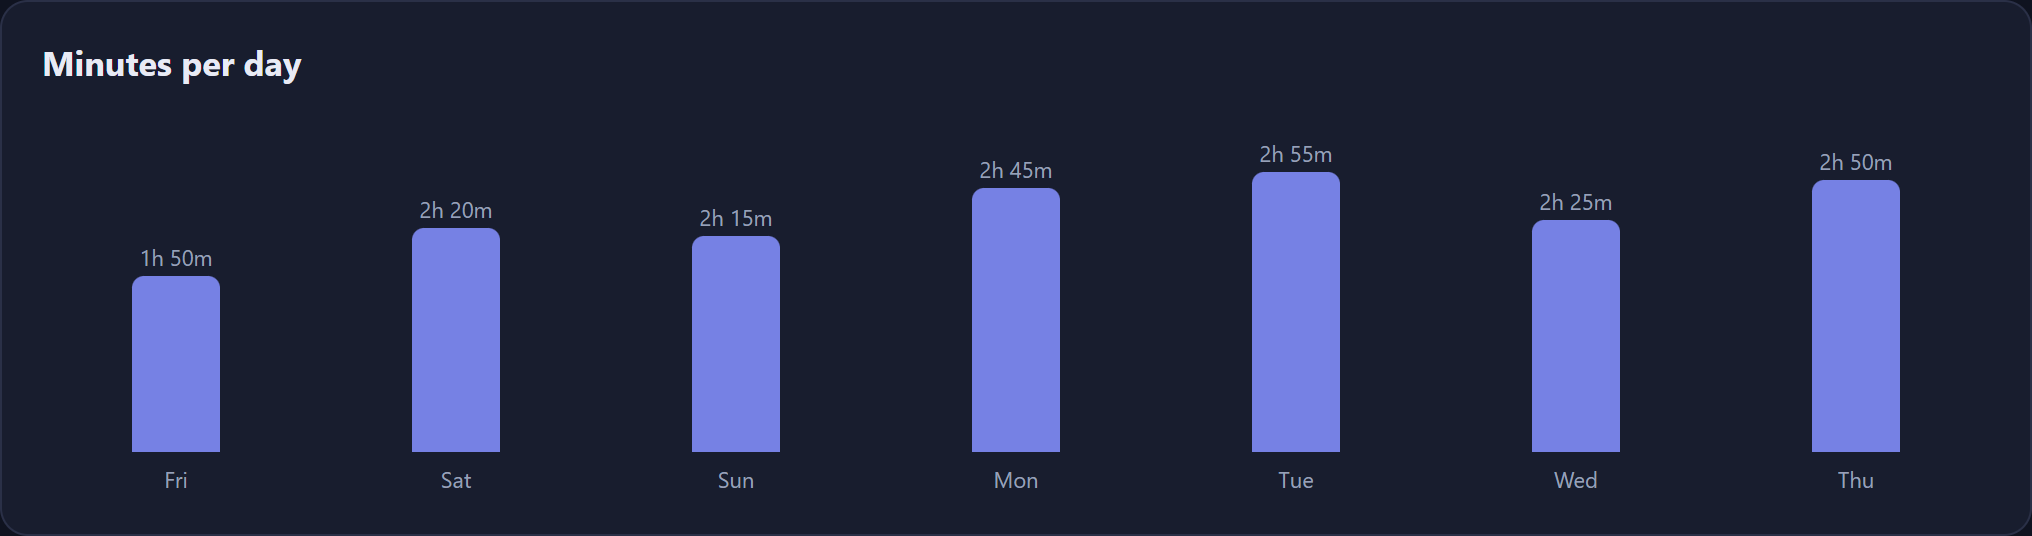 Minutes per day
1h 50m
2h 20m
2h 15m
2h 45m
2h 55m
2h 25m
2h 50m
Fri
Sat
Sun
Mon
Tue
Wed
Thu